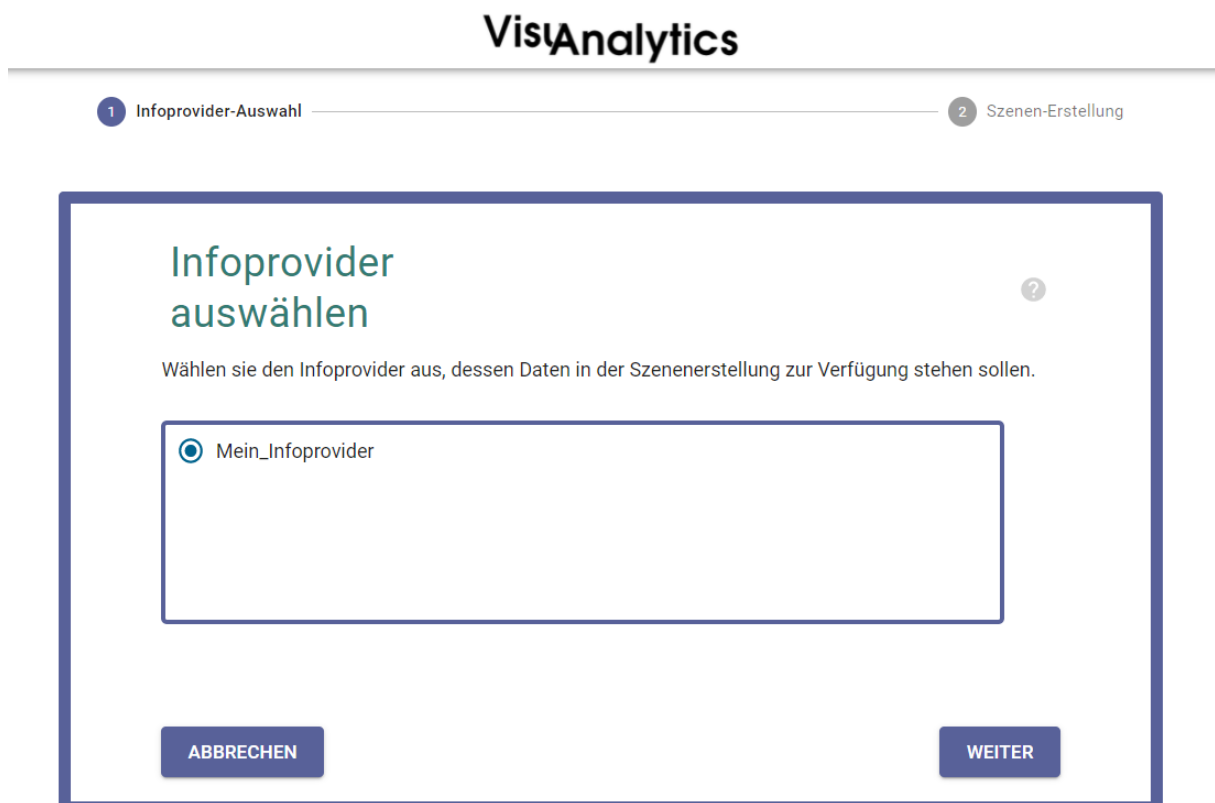 VisuAnalytics
1 Infoprovider-Auswahl
2 Szenen-Erstellung
Infoprovider
auswählen
?
Wählen sie den Infoprovider aus, dessen Daten in der Szenenerstellung zur Verfügung stehen sollen.
Mein_Infoprovider
ABBRECHEN
WEITER